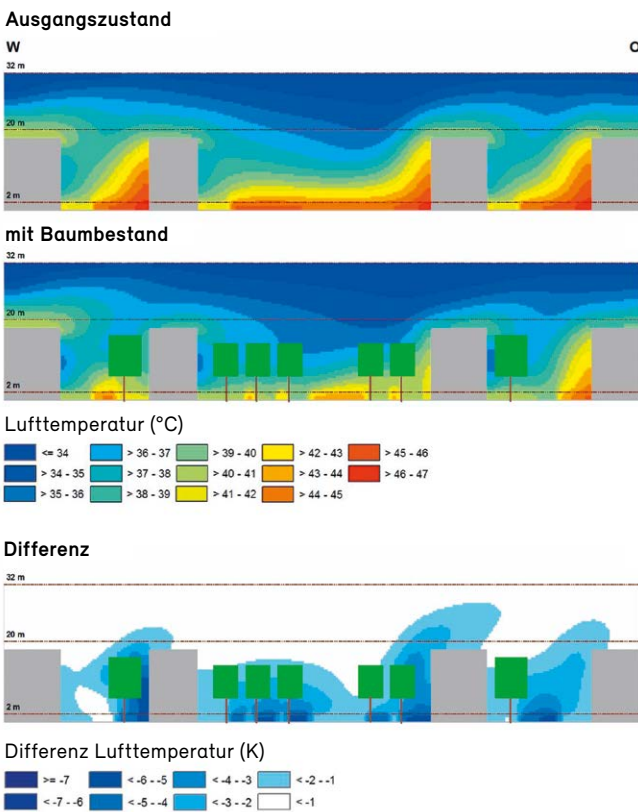 Ausgangszustand
W O
32 m
20 m
2 m
mit Baumbestand
32 m
20 m
2 m
Lufttemperatur (°C)
<= 34 > 36 - 37 > 39 - 40 > 42 - 43 > 45 - 46
> 34 - 35 > 37 - 38 > 40 - 41 > 43 - 44 > 46 - 47
> 35 - 36 > 38 - 39 > 41 - 42 > 44 - 45
Differenz
32 m
20 m
2 m
Differenz Lufttemperatur (K)
>= -7 < -6 - -5 < -4 - -3 < -2 - -1
< -7 - -6 < -5 - -4 < -3 - -2 < -1